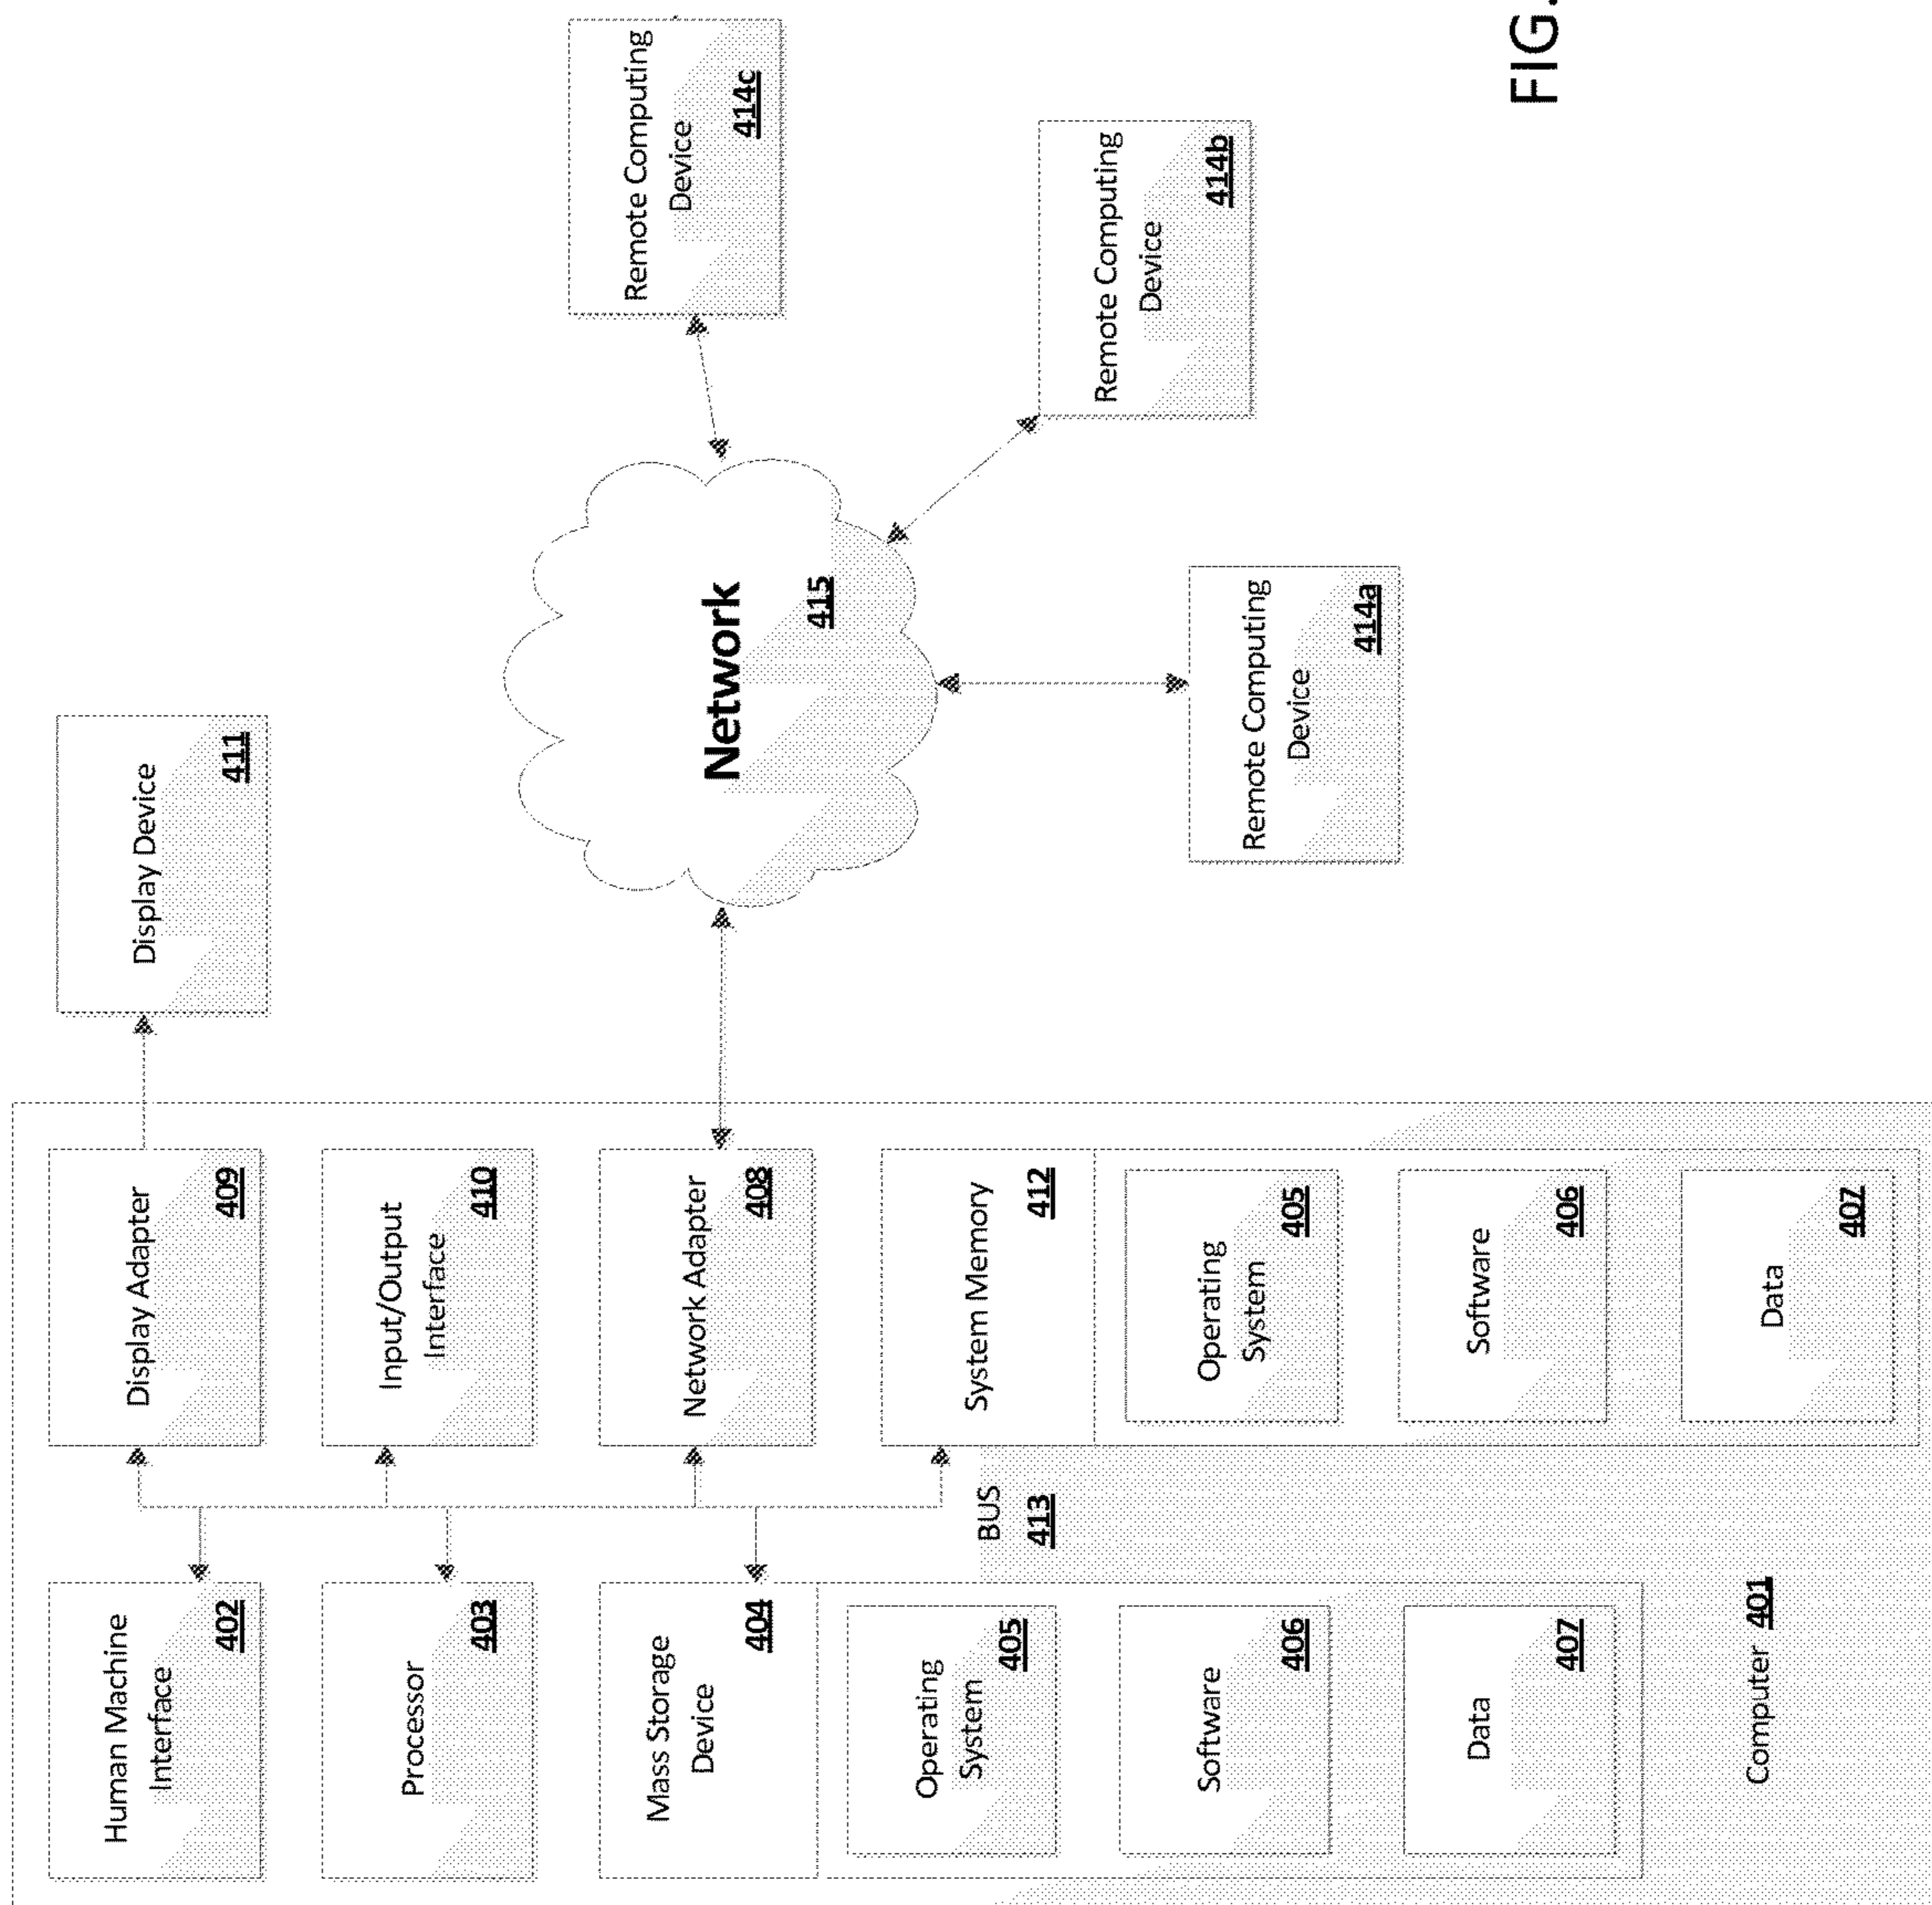 Human Machine
Interface
402
Processor
403
Mass Storage
Device
404
Operating
System
405
Software
406
Data
407
Computer 401
BUS
413
Display Adapter
409
Input/Output
Interface
410
Network Adapter
408
System Memory
412
Operating
System
405
Software
406
Data
407
Display Device
411
Network
415
Remote Computing
Device
414a
Remote Computing
Device
414b
Remote Computing
Device
414c
FIG.